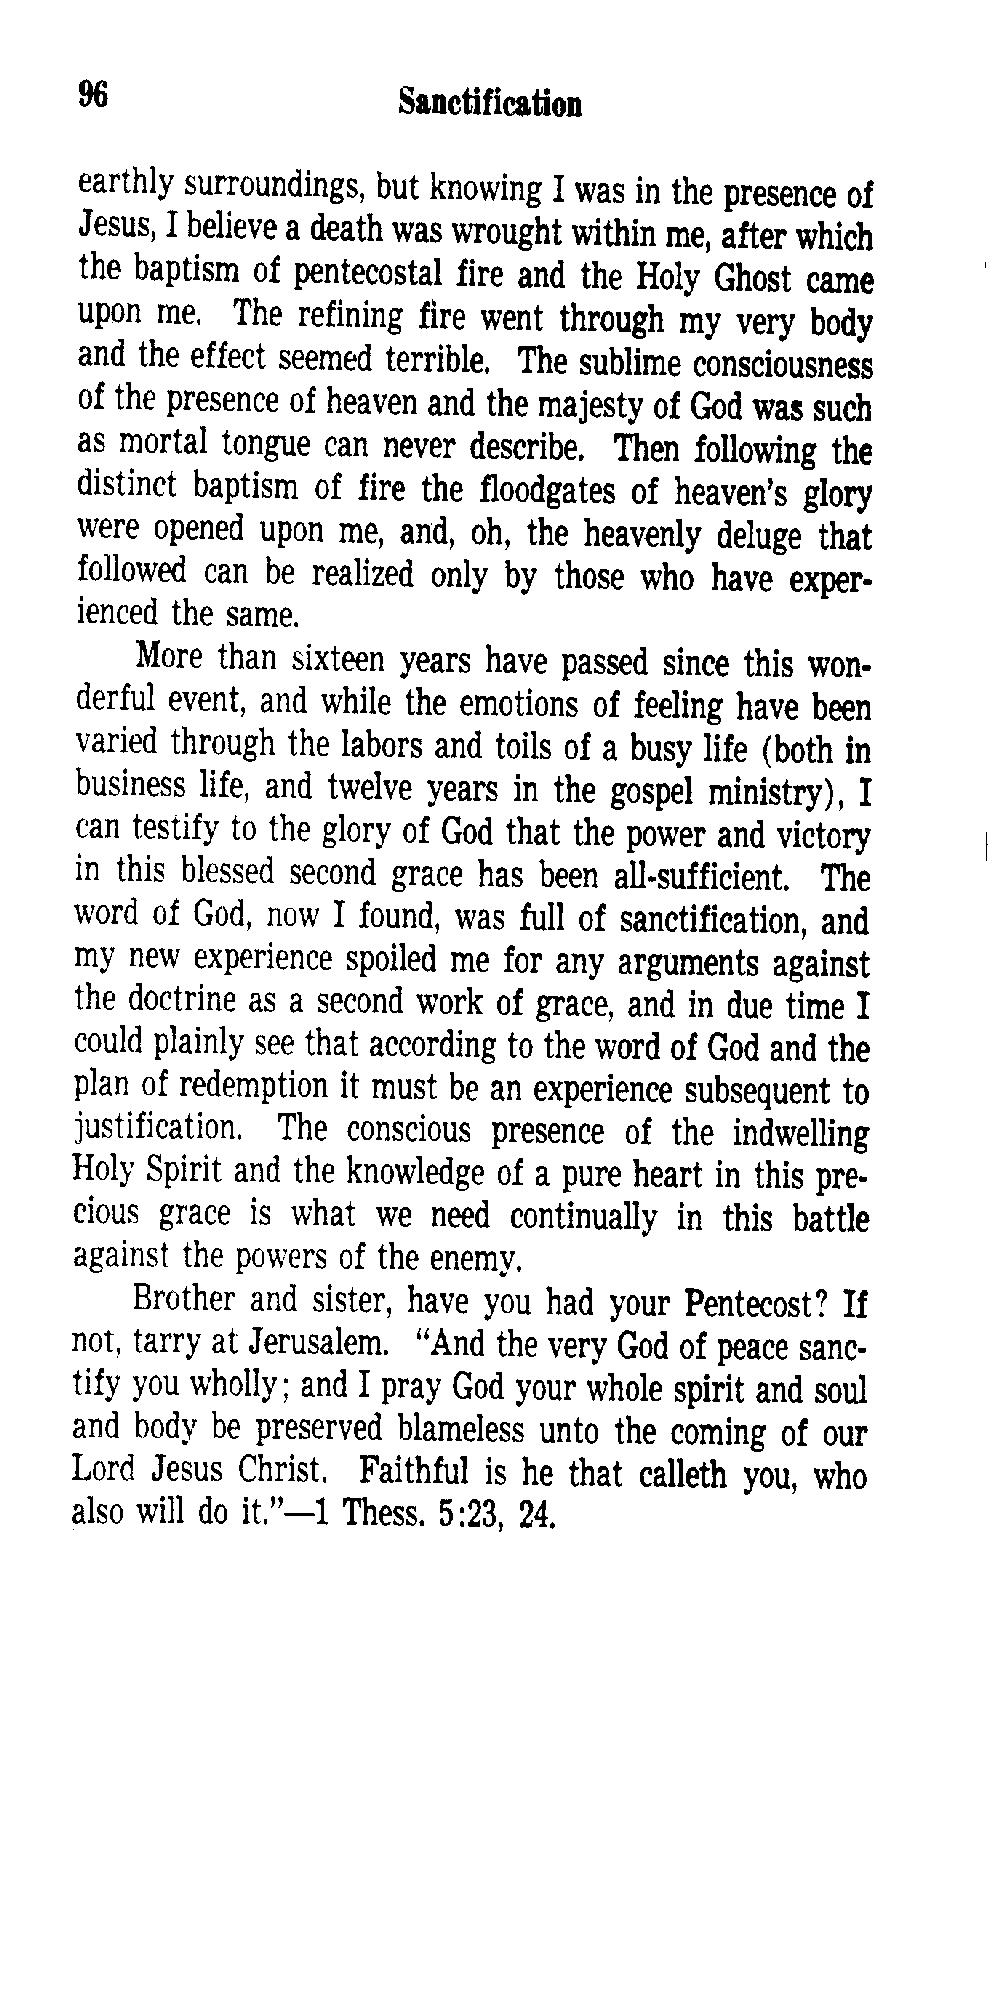 96
Sanctification
earthly surroundings, but knowing I was in the presence of
Jesus, I believe a death was wrought within me, after which
the baptism of pentecostal fire and the Holy Ghost came
upon me. The refining fire went through my very body
and the effect seemed terrible. The sublime consciousness
of the presence of heaven and the majesty of God was such
as mortal tongue can never describe. Then following the
distinct baptism of fire the floodgates of heaven's glory
were opened upon me, and, oh, the heavenly deluge that
followed can be realized only by those who have exper-
ienced the same.
More than sixteen years have passed since this won-
derful event, and while the emotions of feeling have been
varied through the labors and toils of a busy life (both in
business life, and twelve years in the gospel ministry), I
can testify to the glory of God that the power and victory
in this blessed second grace has been all-sufficient. The
word of God, now I found, was full of sanctification, and
my new experience spoiled me for any arguments against
the doctrine as a second work of grace, and in due time I
could plainly see that according to the word of God and the
plan of redemption it must be an experience subsequent to
justification. The conscious presence of the indwelling
Holy Spirit and the knowledge of a pure heart in this pre-
cious grace is what we need continually in this battle
against the powers of the enemy.
Brother and sister, have you had your Pentecost? If
not, tarry at Jerusalem. "And the very God of peace sanc-
tify you wholly; and I pray God your whole spirit and soul
and body be preserved blameless unto the coming of our
Lord Jesus Christ. Faithful is he that calleth you, who
also will do it."—1 Thess. 5:23, 24.